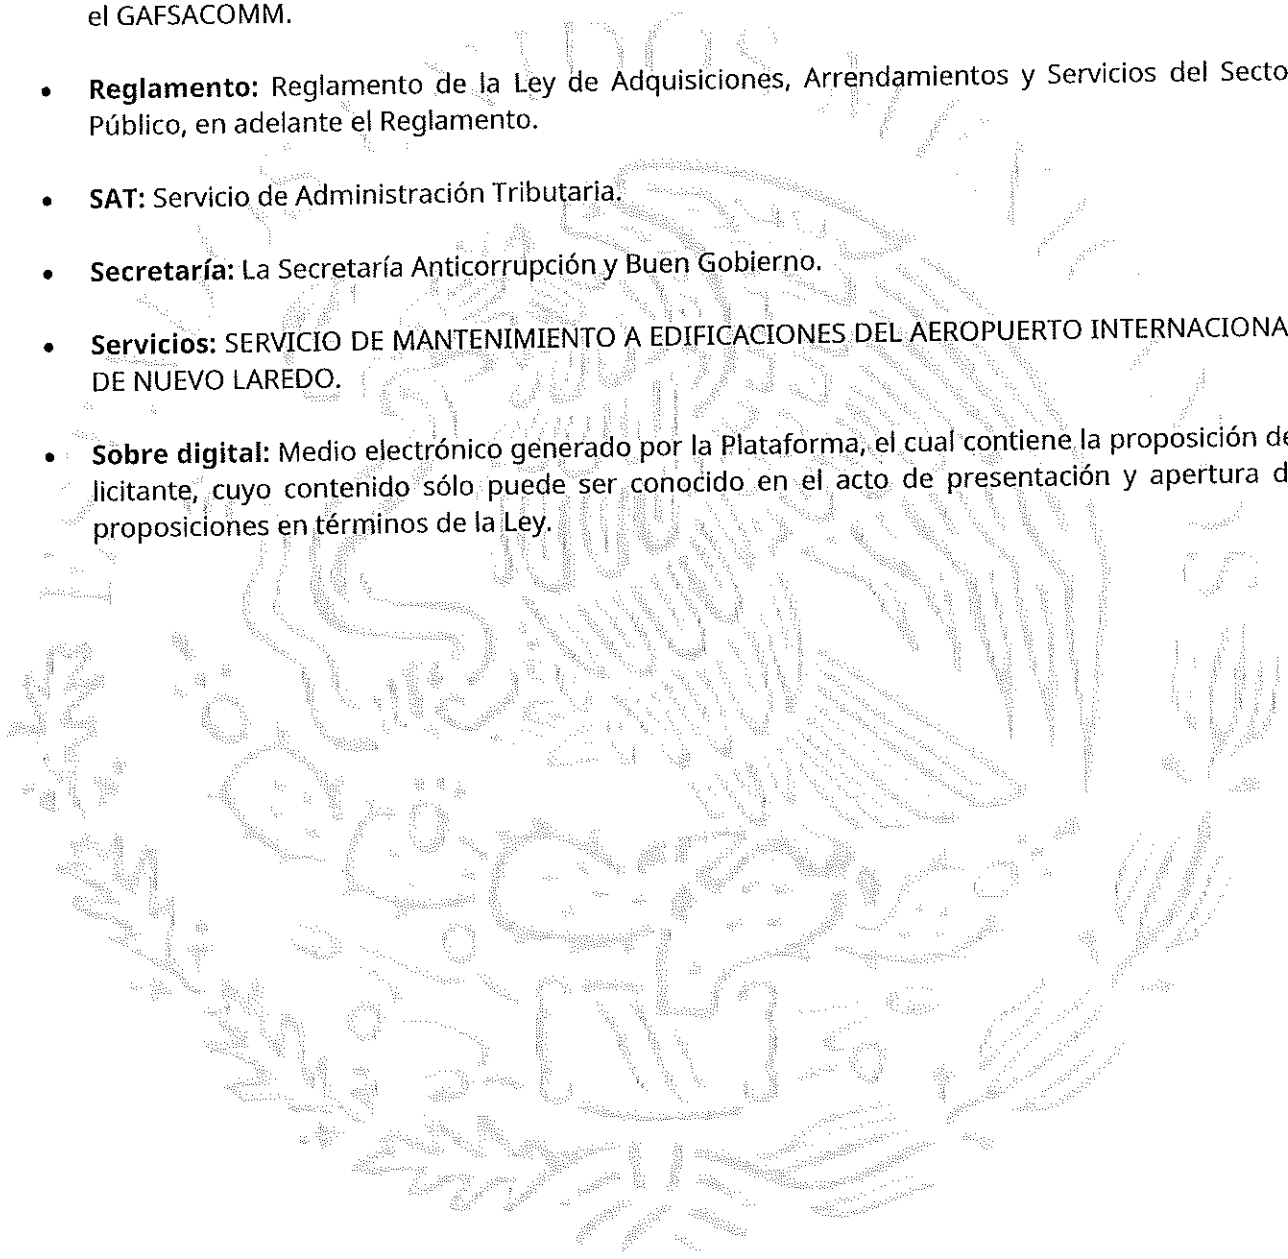 el GAFSACOMM.
• Reglamento: Reglamento de la Ley de Adquisiciones, Arrendamientos y Servicios del Secto
Público, en adelante el Reglamento.
• SAT: Servicio de Administración Tributaria.
• Secretaría: La Secretaría Anticorrupción y Buen Gobierno.
• Servicios: SERVICIO DE MANTENIMIENTO A EDIFICACIONES DEL AEROPUERTO INTERNACIONA
DE NUEVO LAREDO.
• Sobre digital: Medio electrónico generado por la Plataforma, el cual contiene la proposición de
licitante, cuyo contenido sólo puede ser conocido en el acto de presentación y apertura d
proposiciones en términos de la Ley.